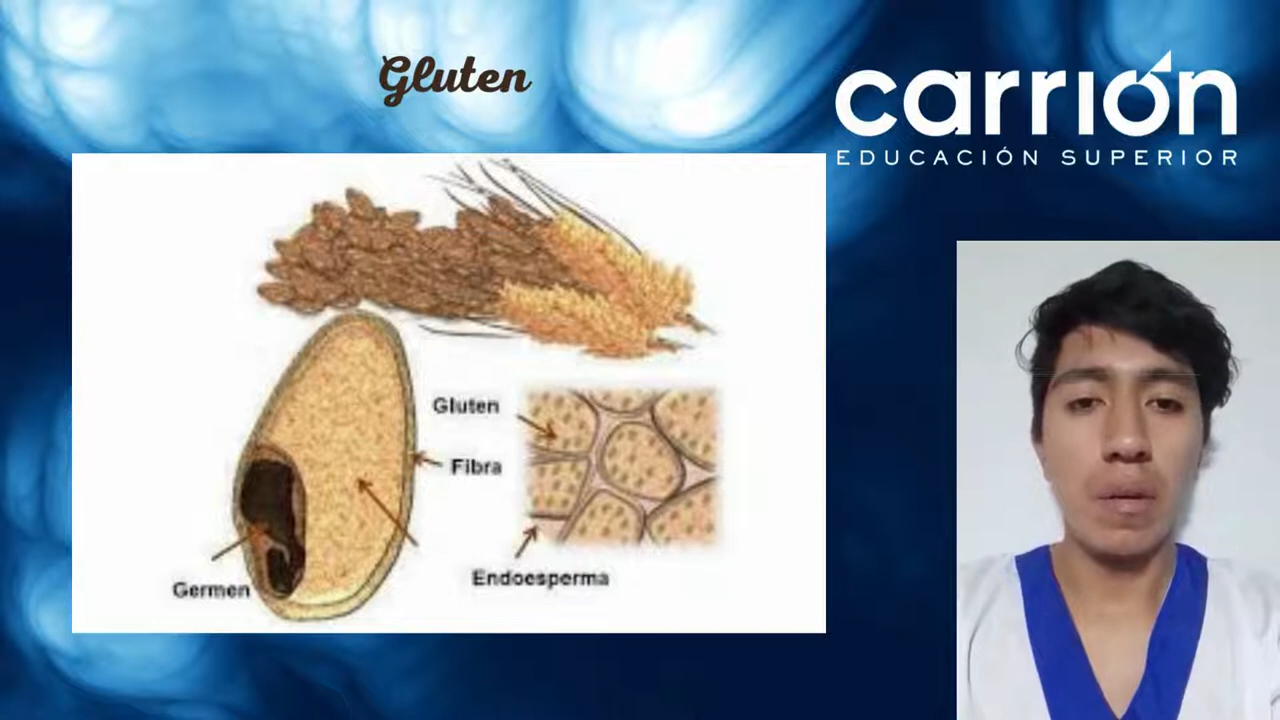 Gluten
carrión
EDUCACIÓN SUPERIOR
Gluten
Fibra
Endoesperma
Germen